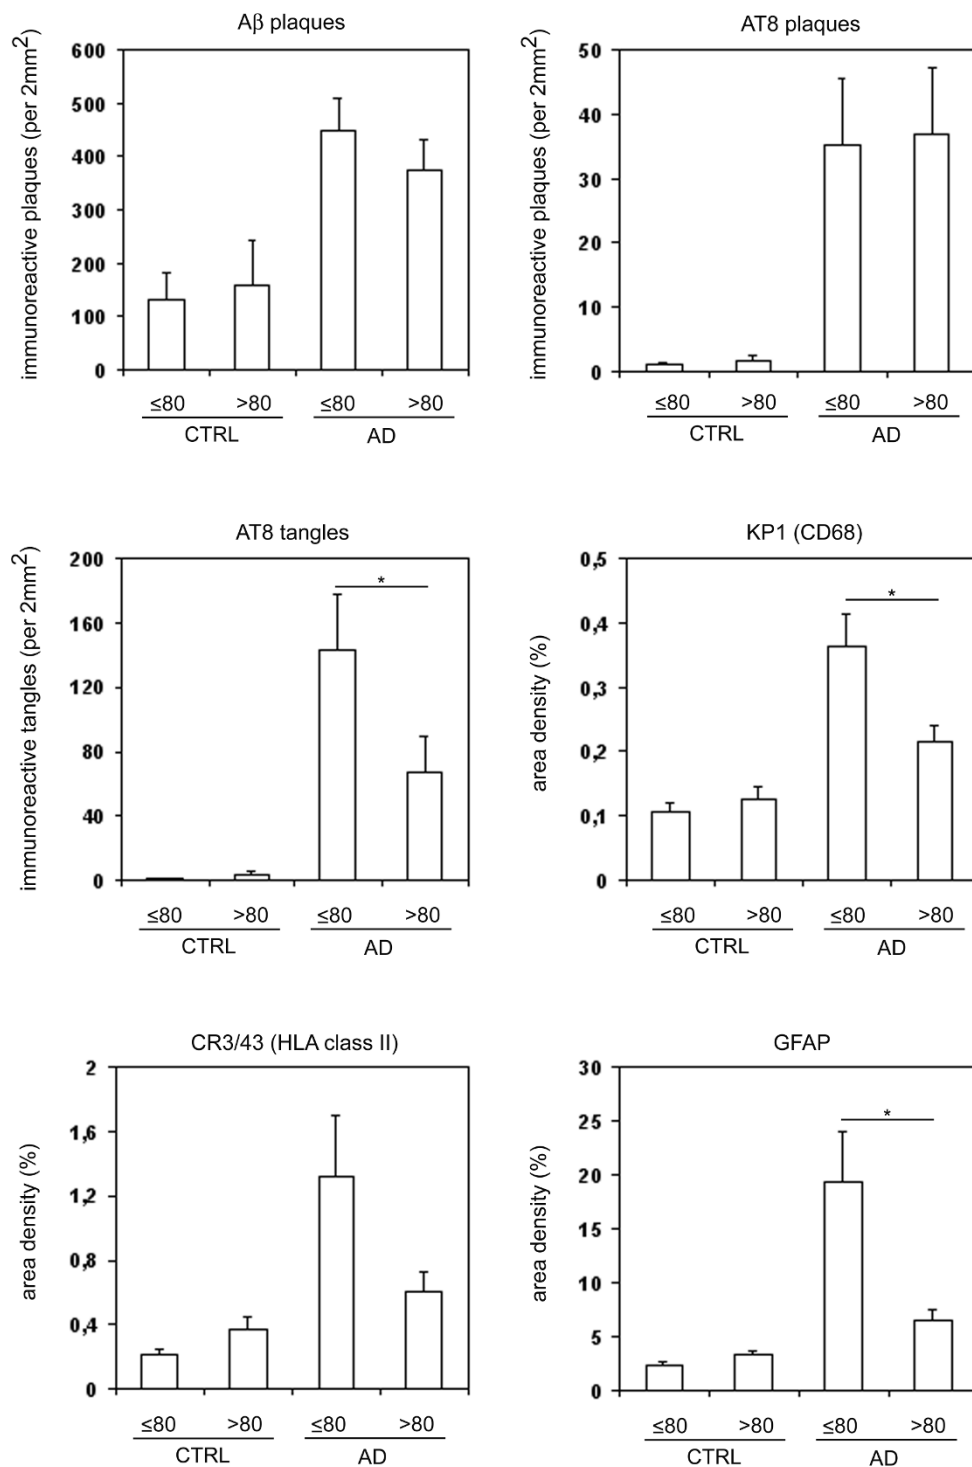 Aβ plaques
immunoreactive plaques (per 2mm²)
600
500
400
300
200
100
0
≤80 >80 ≤80 >80
CTRL AD
AT8 plaques
immunoreactive plaques (per 2mm²)
50
40
30
20
10
0
≤80 >80 ≤80 >80
CTRL AD
AT8 tangles
immunoreactive tangles (per 2mm²)
200
160
120
80
40
0
*
≤80 >80 ≤80 >80
CTRL AD
KP1 (CD68)
area density (%)
0,5
0,4
0,3
0,2
0,1
0
*
≤80 >80 ≤80 >80
CTRL AD
CR3/43 (HLA class II)
area density (%)
2
1,6
1,2
0,8
0,4
0
≤80 >80 ≤80 >80
CTRL AD
GFAP
area density (%)
30
25
20
15
10
5
0
*
≤80 >80 ≤80 >80
CTRL AD